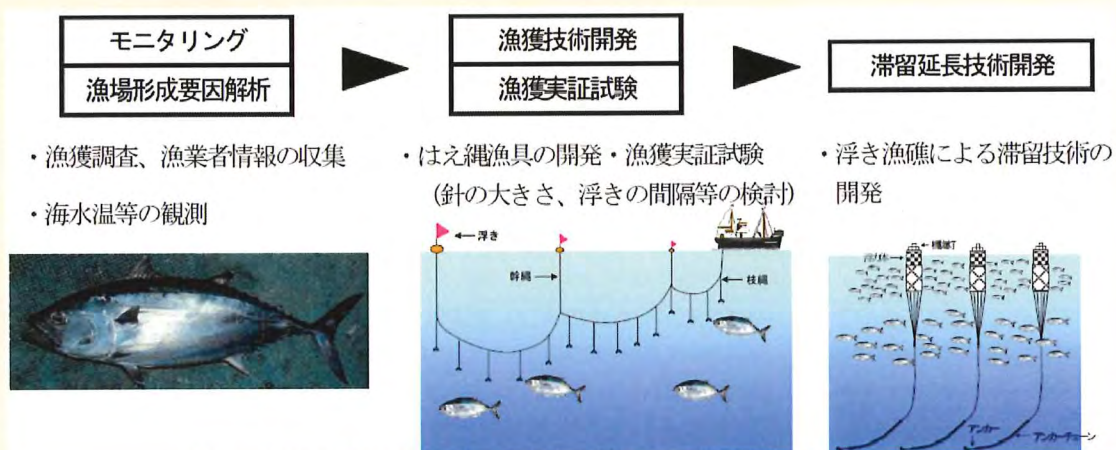 モニタリング
漁場形成要因解析
漁獲技術開発
漁獲実証試験
滞留延長技術開発
・漁獲調査、漁業者情報の収集
・海水温等の観測
・はえ縄漁具の開発・漁獲実証試験
(針の大きさ、浮きの間隔等の検討)
・浮き漁礁による滞留技術の
開発
浮き
幹縄
枝縄
アンカー
アンカーチェーン